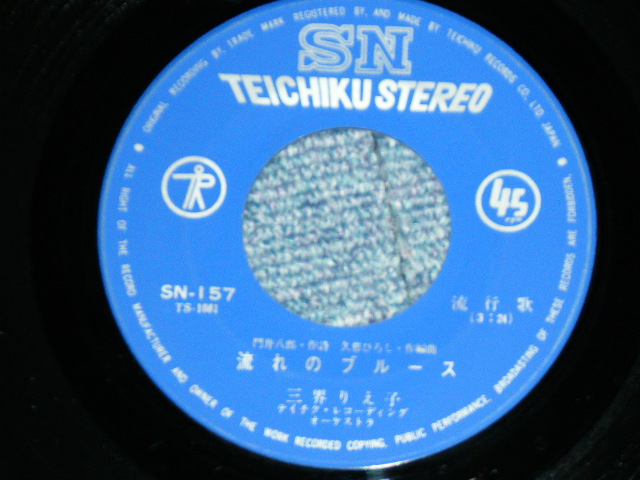 ORIGINAL RECORDING BY TRADE MARK REGISTERED BY, AND MADE BY TEICHIKU RECORDS CO., LTD. JAPAN
SN
TEICHIKU STEREO
45
SN-157
TS-1081
流行歌
(3:24)
門井八郎・作詩 久慈ひろし・作編曲
流れのブルース
三界りえ子
テイチク・レコーディング
オーケストラ
ALL RIGHT OF THE RECORD MANUFACTURER AND OWNER OF THE WORK RECORDED COPYING, PUBLIC PERFORMANCE, BROADCASTING OF THESE RECORDS ARE FORBIDDEN.